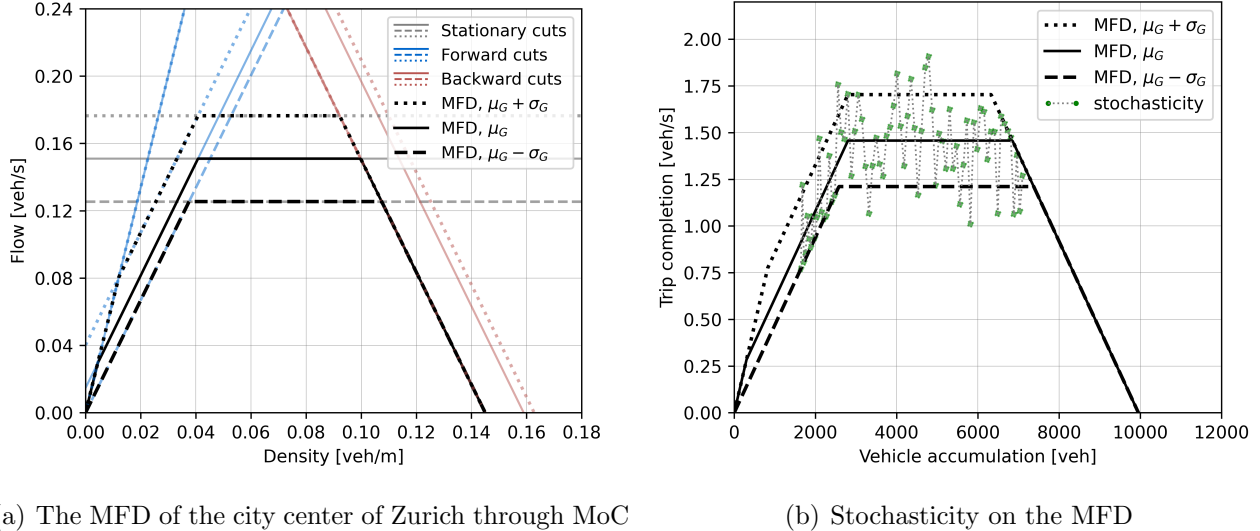 0.24
0.20
0.16
0.12
0.08
0.04
0.00
Flow [veh/s]
0.00 0.02 0.04 0.06 0.08 0.10 0.12 0.14 0.16 0.18
Density [veh/m]
Stationary cuts
Forward cuts
Backward cuts
MFD, μG + σG
MFD, μG
MFD, μG − σG
a) The MFD of the city center of Zurich through MoC
2.00
1.75
1.50
1.25
1.00
0.75
0.50
0.25
0.00
Trip completion [veh/s]
0 2000 4000 6000 8000 10000 12000
Vehicle accumulation [veh]
MFD, μG + σG
MFD, μG
MFD, μG − σG
stochasticity
(b) Stochasticity on the MFD